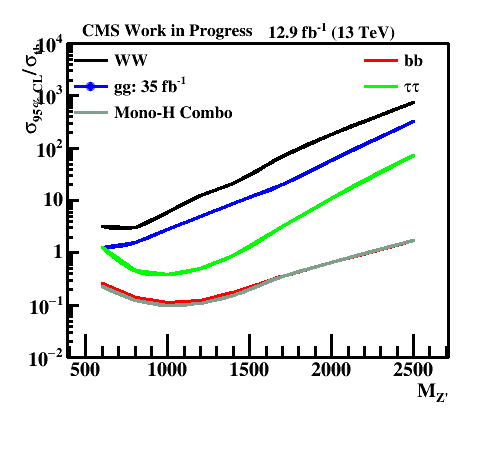 CMS Work in Progress 12.9 fb⁻¹ (13 TeV)
σ95% CL/σth
WW
bb
gg: 35 fb⁻¹
ττ
Mono-H Combo
10⁴
10³
10²
10
1
10⁻¹
10⁻²
500 1000 1500 2000 2500
MZ'